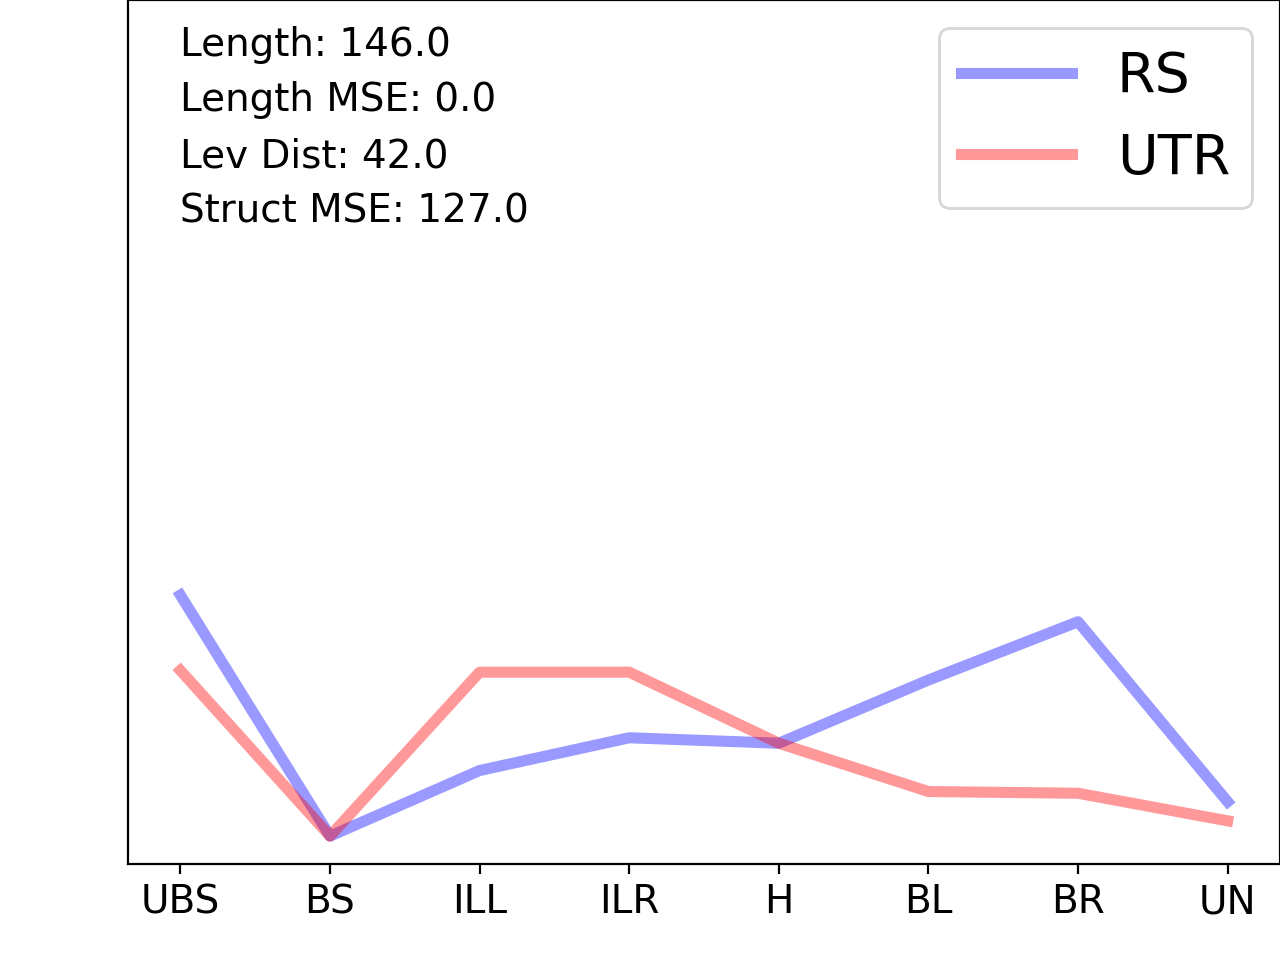 Length: 146.0
Length MSE: 0.0
Lev Dist: 42.0
Struct MSE: 127.0
RS
UTR
UBS BS ILL ILR H BL BR UN